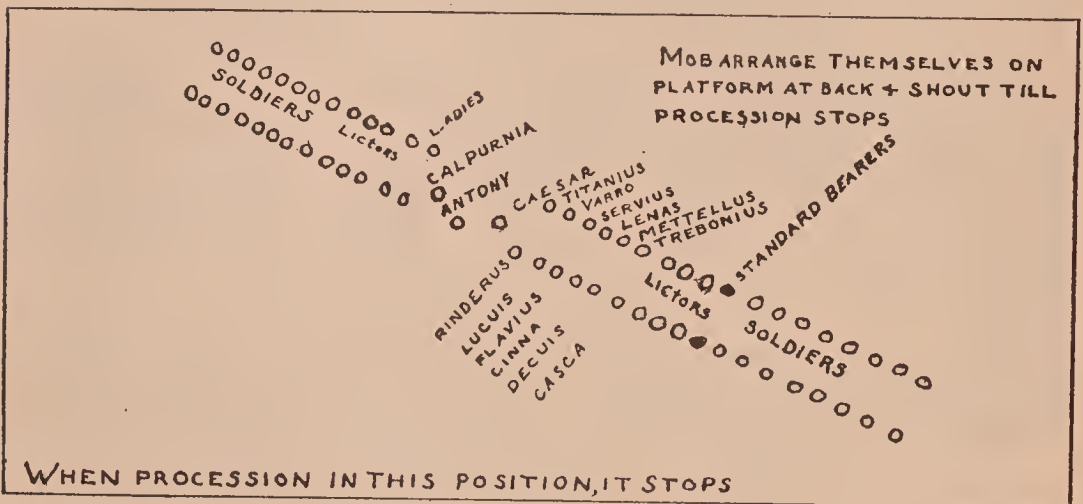 MOB ARRANGE THEMSELVES ON
PLATFORM AT BACK + SHOUT TILL
PROCESSION STOPS
SOLDIERS
LICTORS
LADIES
CALPURNIA
ANTONY
CAESAR
TITANIUS
VARRO
SERVIUS
LENAS
METTELLUS
TREBONIUS
STANDARD BEARERS
RINDERUS
LUCUIS
FLAVIUS
CINNA
DECUIS
CASCA
LICTORS
SOLDIERS
WHEN PROCESSION IN THIS POSITION, IT STOPS